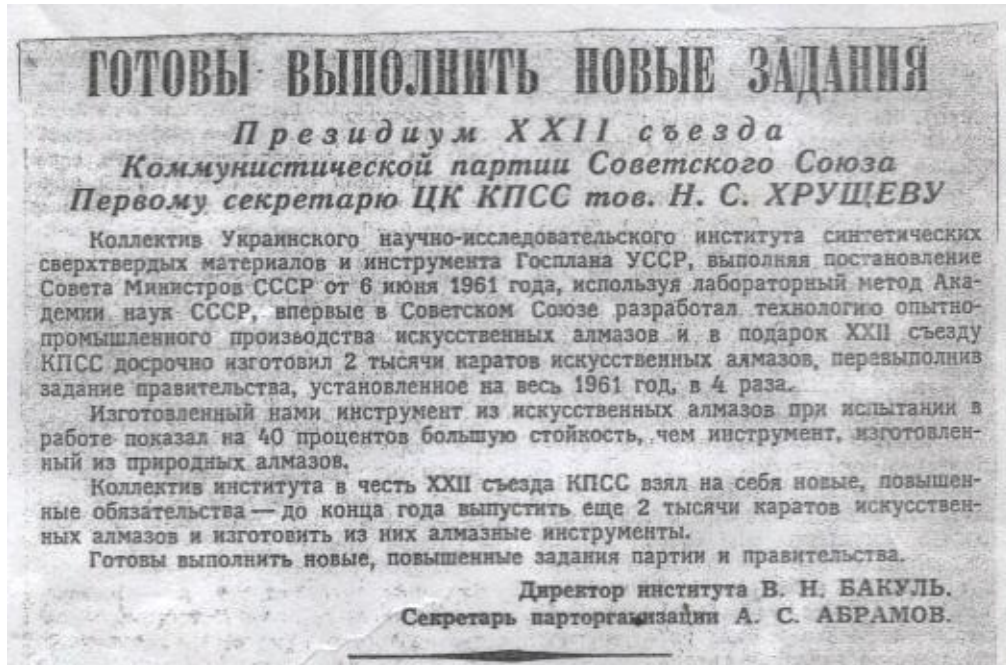 ГОТОВЫ ВЫПОЛНИТЬ НОВЫЕ ЗАДАНИЯ
Президиум XXII съезда
Коммунистической партии Советского Союза
Первому секретарю ЦК КПСС тов. Н. С. ХРУЩЕВУ
Коллектив Украинского научно-исследовательского института синтетических
сверхтвердых материалов и инструмента Госплана УССР, выполняя постановление
Совета Министров СССР от 6 июня 1961 года, используя лабораторный метод Ака-
демии наук СССР, впервые в Советском Союзе разработал технологию опытно-
промышленного производства искусственных алмазов и в подарок XXII съезду
КПСС досрочно изготовил 2 тысячи каратов искусственных алмазов, перевыполнив
задание правительства, установленное на весь 1961 год, в 4 раза.
Изготовленный нами инструмент из искусственных алмазов при испытании в
работе показал на 40 процентов большую стойкость, чем инструмент, изготовлен-
ный из природных алмазов.
Коллектив института в честь XXII съезда КПСС взял на себя новые, повышен-
ные обязательства — до конца года выпустить еще 2 тысячи каратов искусствен-
ных алмазов и изготовить из них алмазные инструменты.
Готовы выполнить новые, повышенные задания партии и правительства.
Директор института В. Н. БАКУЛЬ.
Секретарь парторганизации А. С. АБРАМОВ.